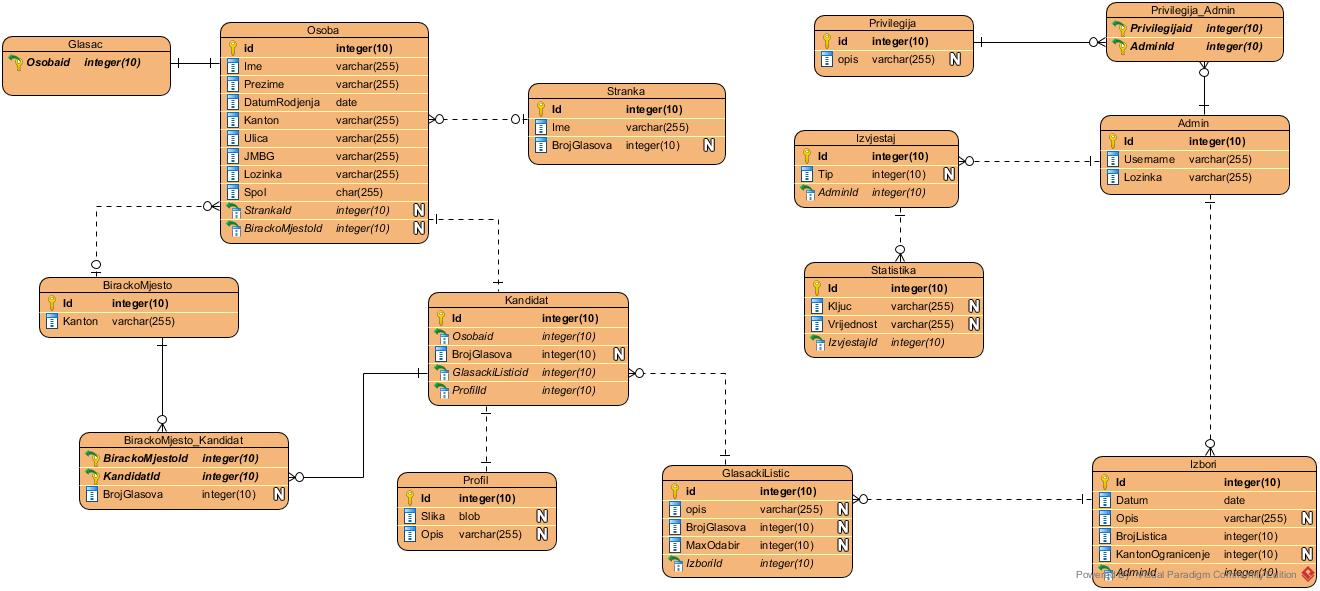 Glasac
Osobaid integer(10)
Osoba
id integer(10)
Ime varchar(255)
Prezime varchar(255)
DatumRodjenja date
Kanton varchar(255)
Ulica varchar(255)
JMBG varchar(255)
Lozinka varchar(255)
Spol char(255)
StrankaId integer(10) N
BirackoMjestoId integer(10) N
Stranka
Id integer(10)
Ime varchar(255)
BrojGlasova integer(10) N
Privilegija
id integer(10)
opis varchar(255) N
Privilegija_Admin
Privilegijaid integer(10)
AdminId integer(10)
Admin
Id integer(10)
Username varchar(255)
Lozinka varchar(255)
Izvjestaj
Id integer(10)
Tip integer(10) N
AdminId integer(10)
Statistika
Id integer(10)
Kljuc varchar(255) N
Vrijednost varchar(255) N
IzvjestajId integer(10)
BirackoMjesto
Id integer(10)
Kanton varchar(255)
Kandidat
Id integer(10)
Osobaid integer(10)
BrojGlasova integer(10) N
GlasackiListicid integer(10)
ProfilId integer(10)
BirackoMjesto_Kandidat
BirackoMjestoId integer(10)
KandidatId integer(10)
BrojGlasova integer(10) N
Profil
Id integer(10)
Slika blob N
Opis varchar(255) N
GlasackiListic
id integer(10)
opis varchar(255) N
BrojGlasova integer(10) N
MaxOdabir integer(10) N
IzboriId integer(10)
Izbori
Id integer(10)
Datum date
Opis varchar(255) N
BrojListica integer(10)
KantonOgranicenje integer(10) N
AdminId integer(10)